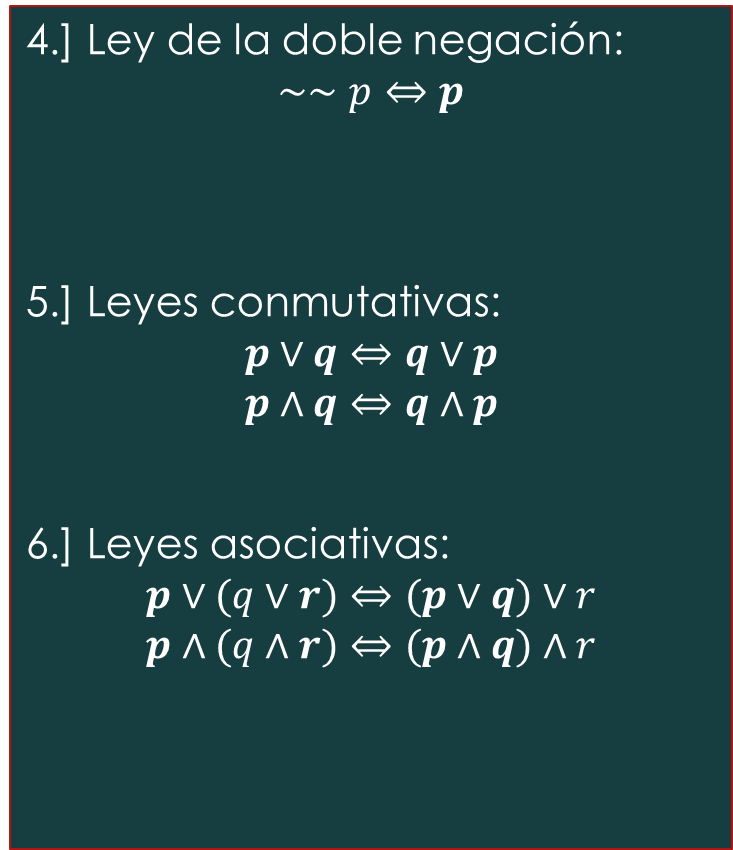 4.] Ley de la doble negación:
~~ p ⇔ p
5.] Leyes conmutativas:
p ∨ q ⇔ q ∨ p
p ∧ q ⇔ q ∧ p
6.] Leyes asociativas:
p ∨ (q ∨ r) ⇔ (p ∨ q) ∨ r
p ∧ (q ∧ r) ⇔ (p ∧ q) ∧ r